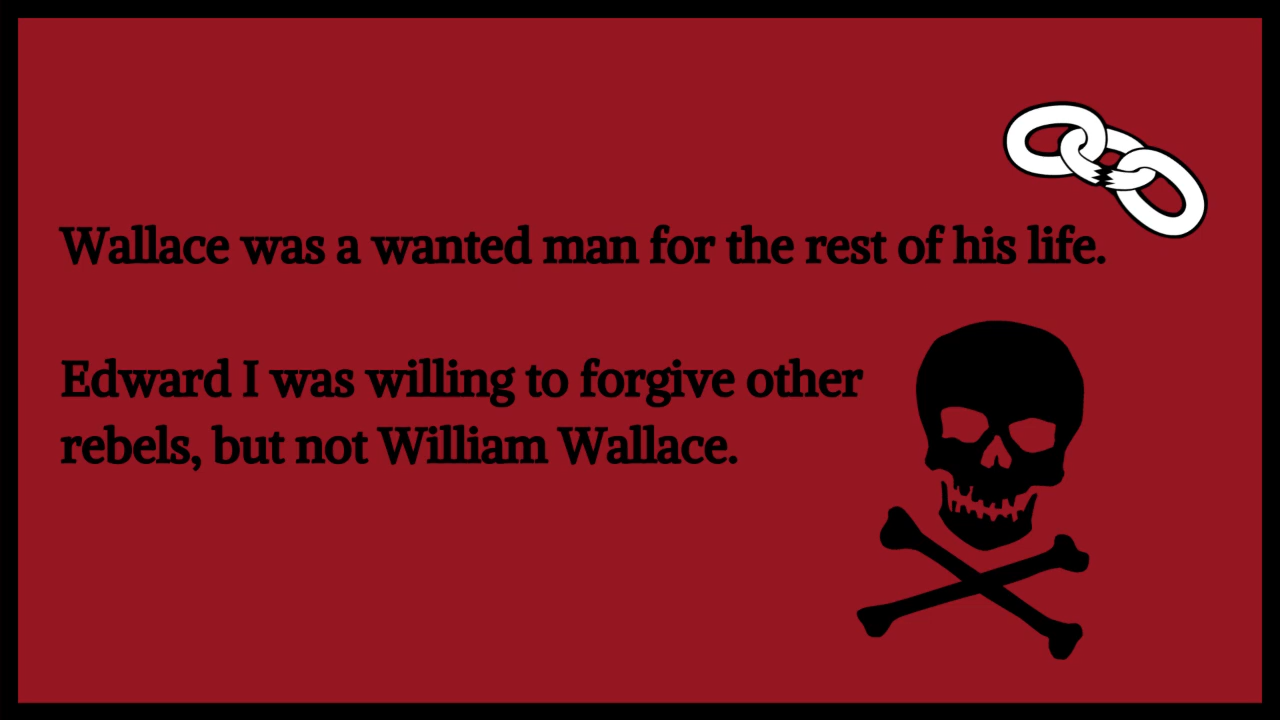 Wallace was a wanted man for the rest of his life.
Edward I was willing to forgive other
rebels, but not William Wallace.